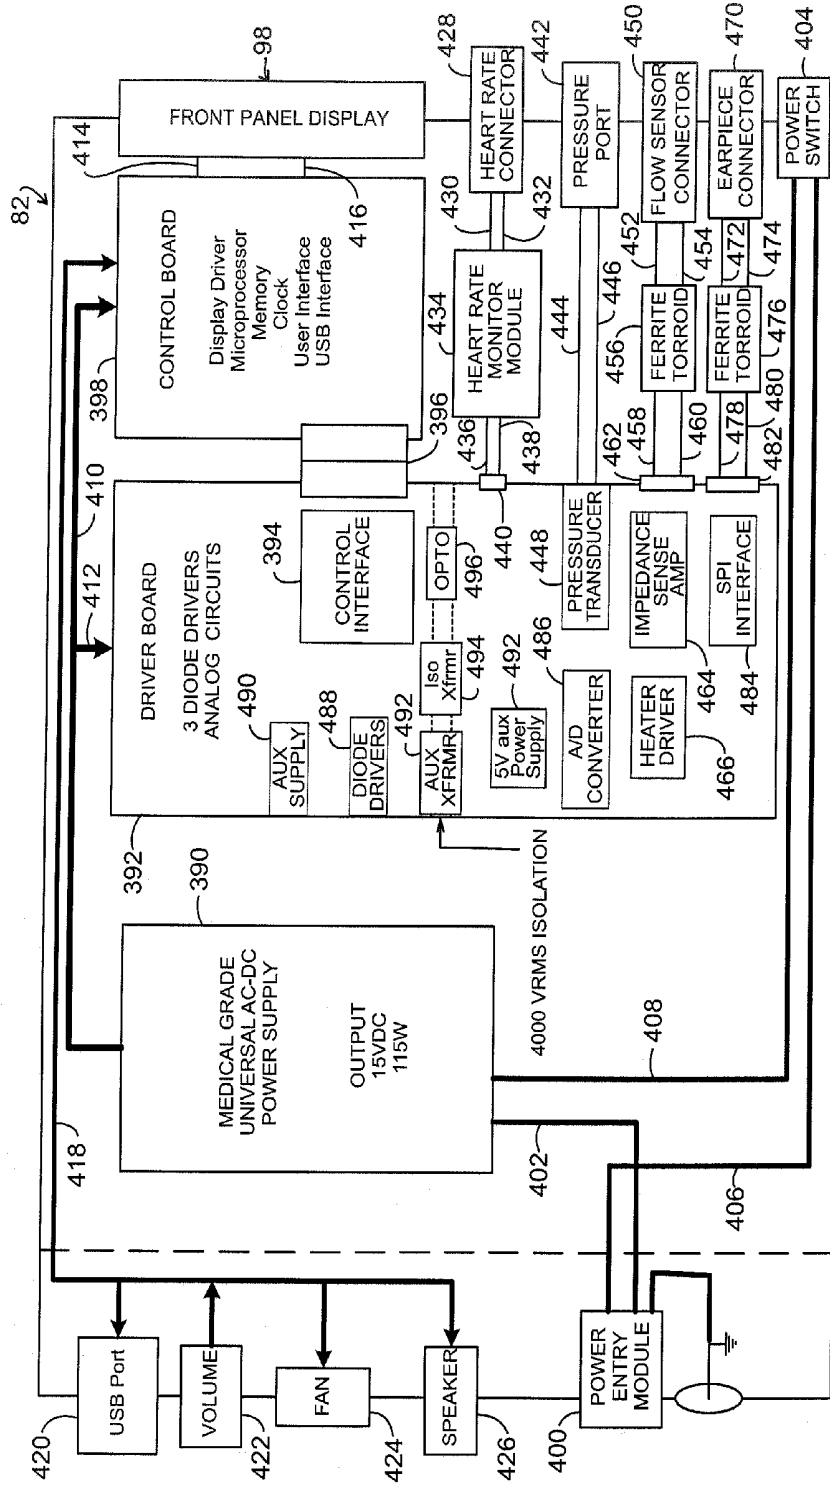 82
418
420
USB Port
422
VOLUME
424
FAN
426
SPEAKER
400
POWER
ENTRY
MODULE
402
406
408
390
MEDICAL GRADE
UNIVERSAL AC-DC
POWER SUPPLY
OUTPUT
15VDC
115W
4000 VRMS ISOLATION
410
412
392
DRIVER BOARD
3 DIODE DRIVERS
ANALOG CIRCUITS
490
AUX
SUPPLY
488
DIODE
DRIVERS
492
AUX
XFRMR
494
Iso
Xfrmr
496
OPTO
394
CONTROL
INTERFACE
492
5V aux
Power
Supply
486
A/D
CONVERTER
448
PRESSURE
TRANSDUCER
466
HEATER
DRIVER
464
IMPEDANCE
SENSE
AMP
484
SPI
INTERFACE
396
398
CONTROL BOARD
Display Driver
Microprocessor
Memory
Clock
User Interface
USB Interface
414
416
98
FRONT PANEL DISPLAY
428
HEART RATE
CONNECTOR
430
432
434
HEART RATE
MONITOR
MODULE
436
438
440
442
PRESSURE
PORT
444
446
450
FLOW SENSOR
CONNECTOR
452
454
456
FERRITE
TORROID
458
460
462
470
EARPIECE
CONNECTOR
472
474
476
FERRITE
TORROID
478
480
482
404
POWER
SWITCH